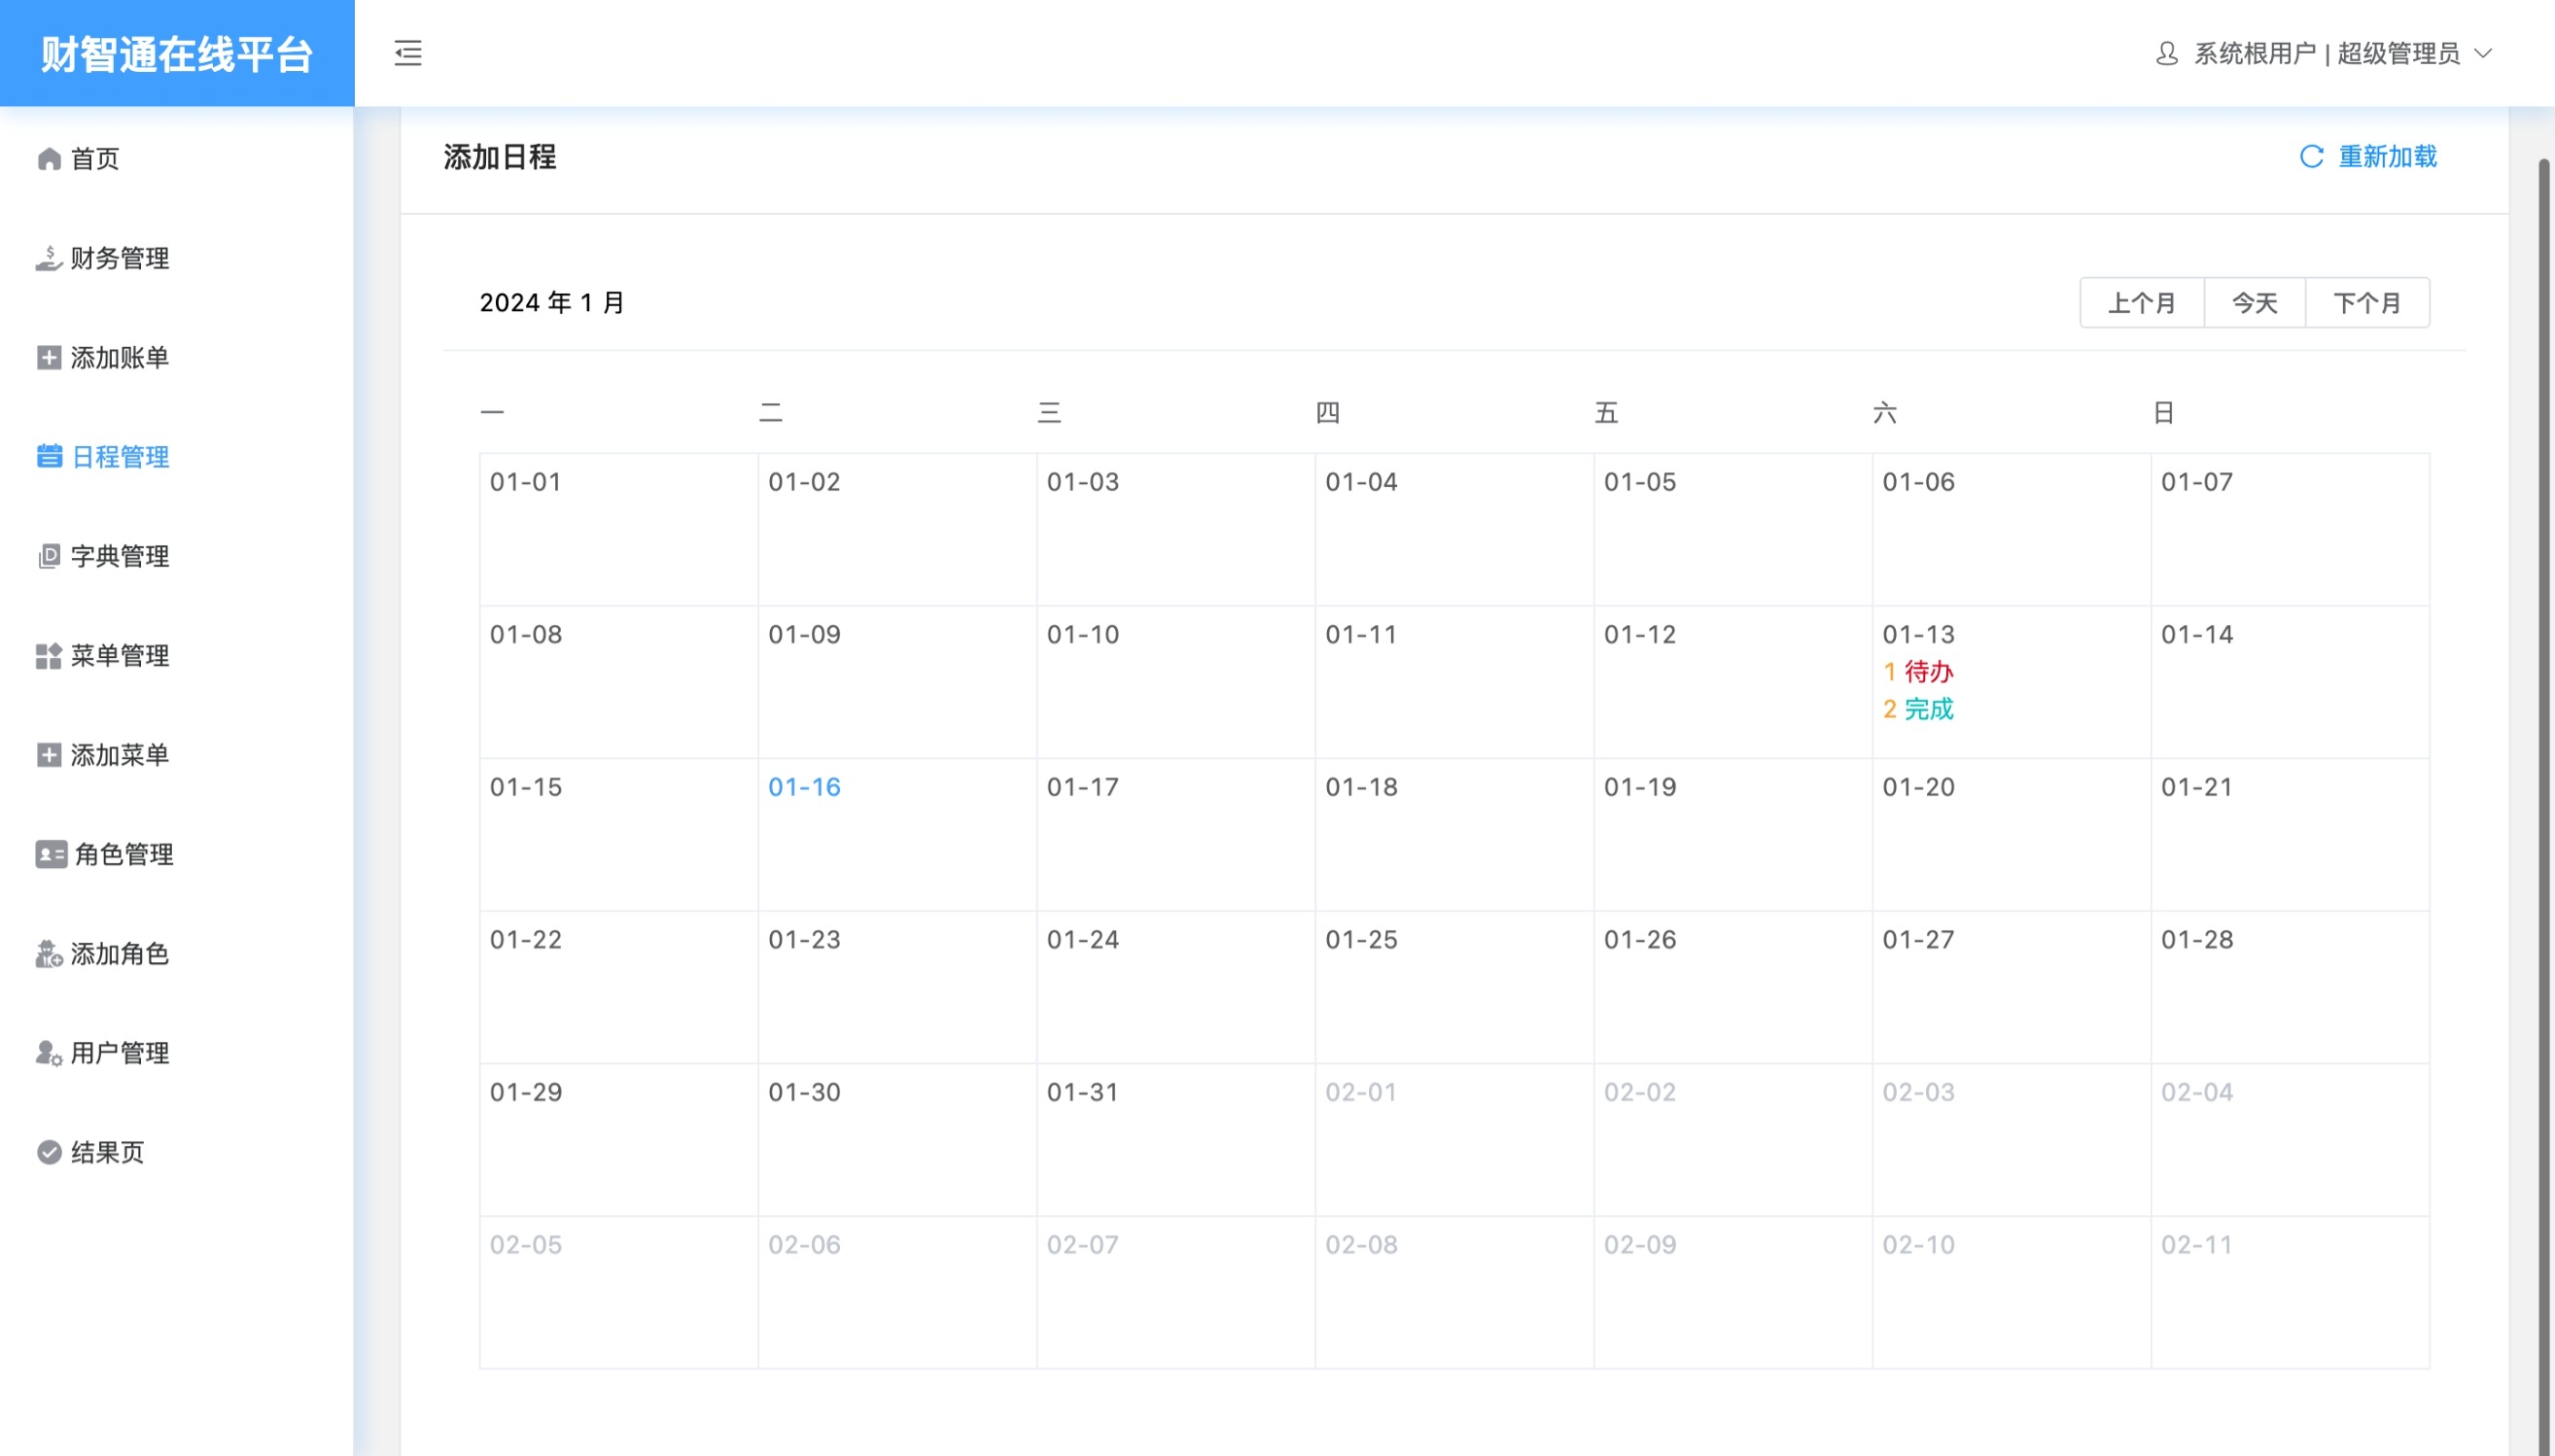 财智通在线平台
系统根用户 | 超级管理员
首页
财务管理
添加账单
日程管理
字典管理
菜单管理
添加菜单
角色管理
添加角色
用户管理
结果页
添加日程
重新加载
2024 年 1 月
上个月 今天 下个月
一 二 三 四 五 六 日
01-01 01-02 01-03 01-04 01-05 01-06 01-07
01-08 01-09 01-10 01-11 01-12 01-13 01-14
1 待办
2 完成
01-15 01-16 01-17 01-18 01-19 01-20 01-21
01-22 01-23 01-24 01-25 01-26 01-27 01-28
01-29 01-30 01-31 02-01 02-02 02-03 02-04
02-05 02-06 02-07 02-08 02-09 02-10 02-11